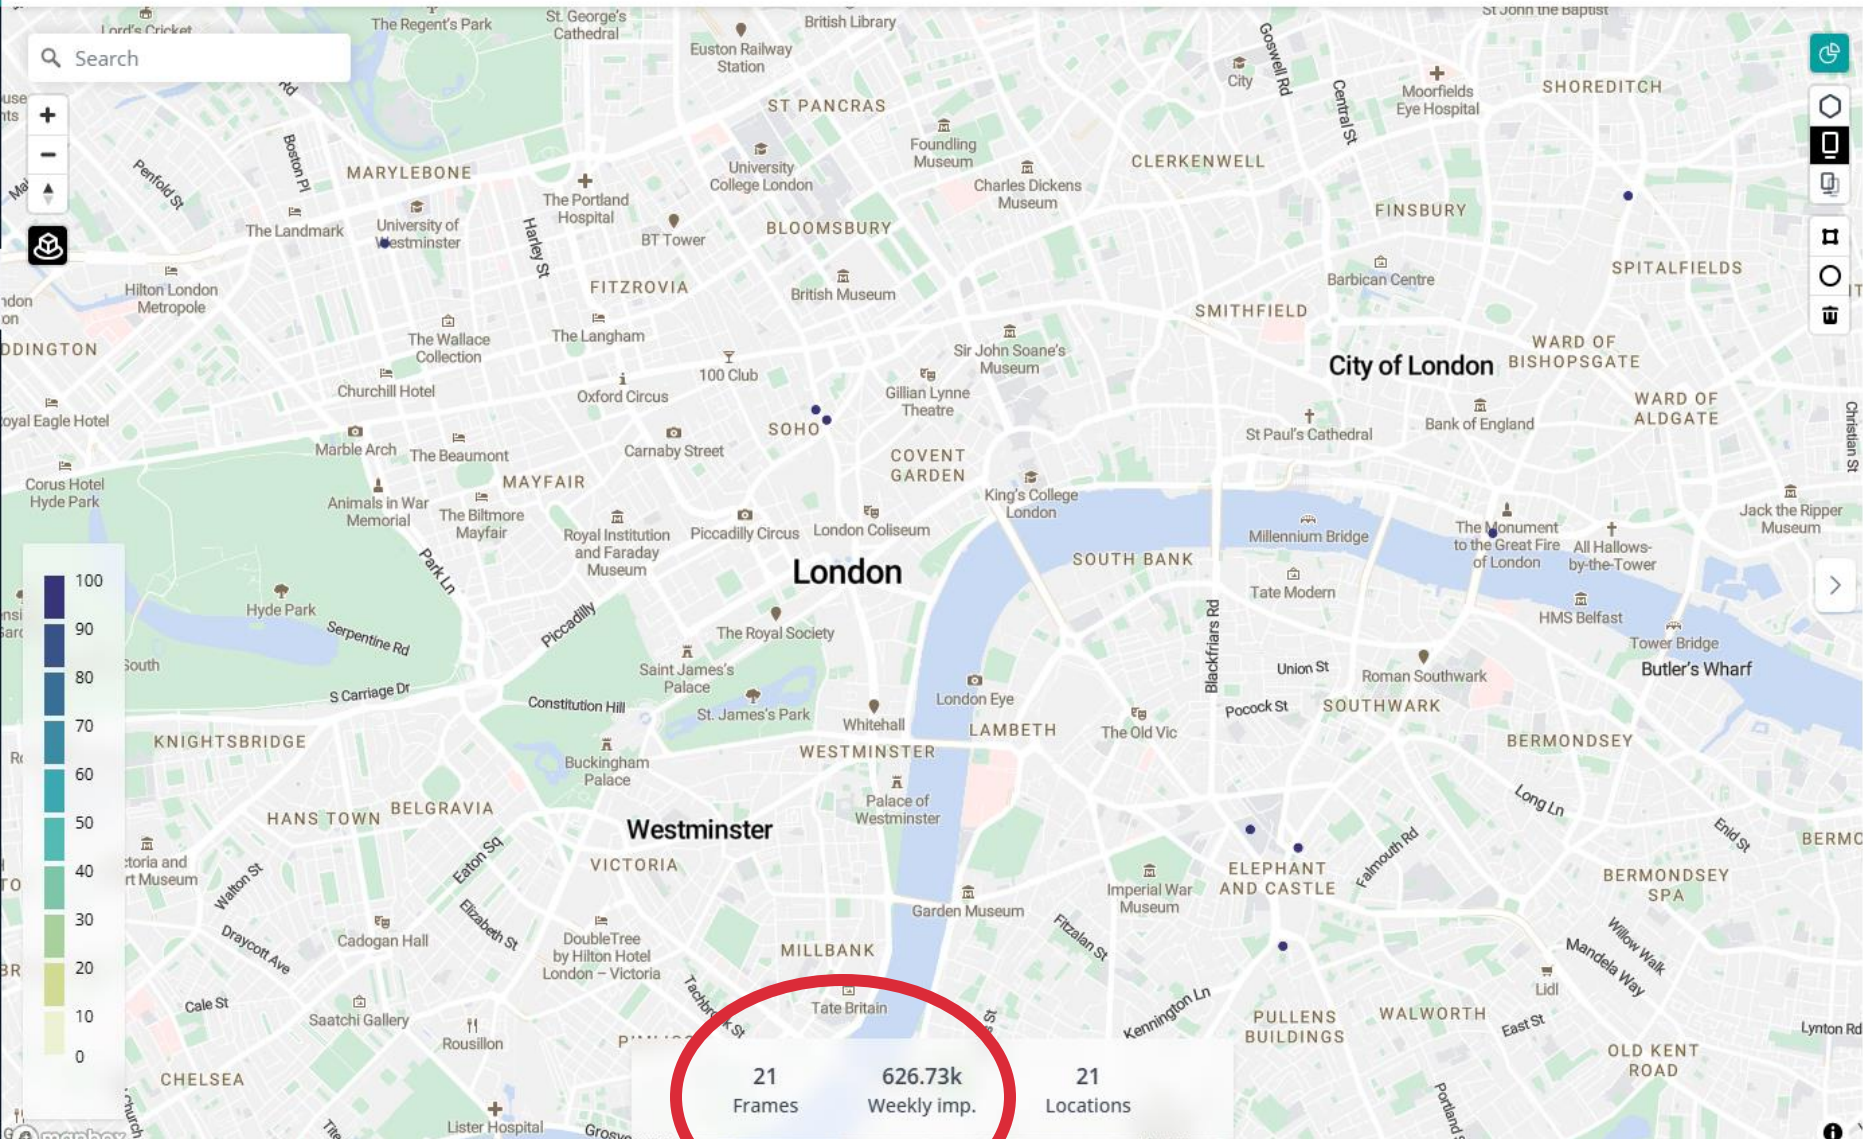 Lord's Cricket
The Regent's Park
St. George's
Cathedral
British Library
St John the Baptist
Search
Euston Railway
Station
City
Goswell Rd
Central St
Moorfields
Eye Hospital
SHOREDITCH
ST PANCRAS
Boston Pl
Penfold St
MARYLEBONE
University
College London
Foundling
Museum
Charles Dickens
Museum
CLERKENWELL
The Portland
Hospital
The Landmark
University of
Westminster
Harley St
BT Tower
BLOOMSBURY
FINSBURY
Hilton London
Metropole
FITZROVIA
British Museum
Barbican Centre
SPITALFIELDS
SMITHFIELD
The Wallace
Collection
The Langham
100 Club
Sir John Soane's
Museum
City of London
WARD OF
BISHOPSGATE
DDINGTON
Churchill Hotel
Oxford Circus
Gillian Lynne
Theatre
WARD OF
ALDGATE
oyal Eagle Hotel
Marble Arch
The Beaumont
Carnaby Street
SOHO
St Paul's Cathedral
Bank of England
Christian St
Corus Hotel
Hyde Park
MAYFAIR
COVENT
GARDEN
Animals in War
Memorial
The Biltmore
Mayfair
Royal Institution
and Faraday
Museum
Piccadilly Circus
London Coliseum
King's College
London
Millennium Bridge
The Monument
to the Great Fire
of London
All Hallows-
by-the-Tower
Jack the Ripper
Museum
Park Ln
London
SOUTH BANK
Tate Modern
HMS Belfast
Tower Bridge
Butler's Wharf
Hyde Park
Serpentine Rd
Piccadilly
The Royal Society
Blackfriars Rd
Union St
Roman Southwark
South
S Carriage Dr
Constitution Hill
Saint James's
Palace
St. James's Park
Whitehall
London Eye
LAMBETH
The Old Vic
Pocock St
SOUTHWARK
BERMONDSEY
KNIGHTSBRIDGE
Buckingham
Palace
WESTMINSTER
Palace of
Westminster
Long Ln
Enid St
HANS TOWN
BELGRAVIA
Westminster
VICTORIA
ELEPHANT
AND CASTLE
Falmouth Rd
BERMO
BERMONDSEY
SPA
ctoria and
rt Museum
Walton St
Eaton Sq
Imperial War
Museum
Garden Museum
Draycott Ave
Cadogan Hall
Elizabeth St
DoubleTree
by Hilton Hotel
London – Victoria
MILLBANK
Fitzalan St
Willow Walk
Mandela Way
Lidl
Cale St
Saatchi Gallery
Rousillon
Tachbrook St
Tate Britain
Kennington Ln
PULLENS
BUILDINGS
WALWORTH
East St
Lynton Rd
OLD KENT
ROAD
CHELSEA
Lister Hospital
100
90
80
70
60
50
40
30
20
10
0
21
Frames
626.73k
Weekly imp.
21
Locations
mapbox